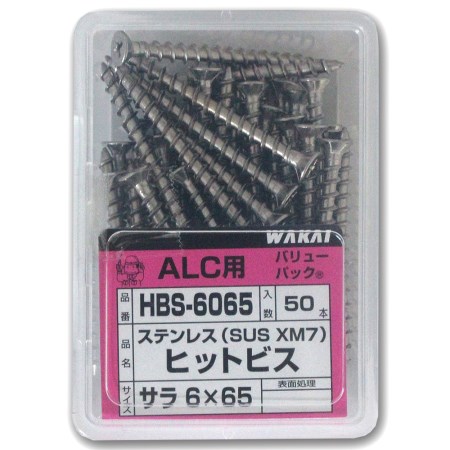 WAKAI
ALC用
バリュー
パック®
品番
HBS-6065
入数
50本
品名
ステンレス(SUS XM7)
ヒットビス
サイズ
サラ 6×65
表面処理